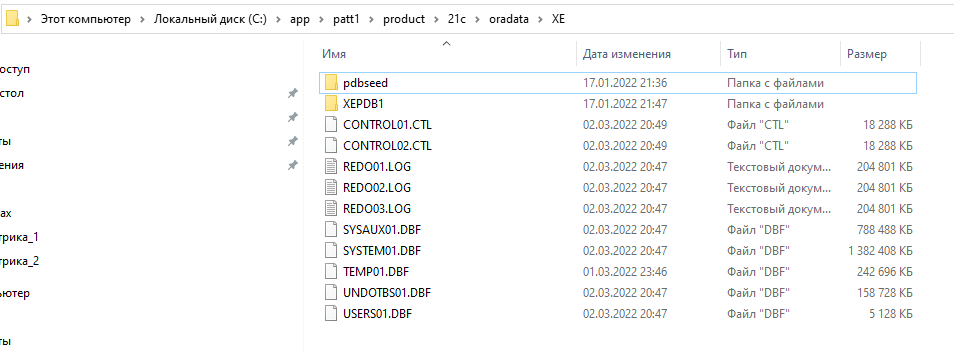 Этот компьютер > Локальный диск (C:) > app > patt1 > product > 21c > oradata > XE
Имя Дата изменения Тип Размер
оступ
стол
ты
ения
ах
трика_1
трика_2
пьютер
ты
pdbseed 17.01.2022 21:36 Папка с файлами
XEPDB1 17.01.2022 21:47 Папка с файлами
CONTROL01.CTL 02.03.2022 20:49 Файл "CTL" 18 288 КБ
CONTROL02.CTL 02.03.2022 20:49 Файл "CTL" 18 288 КБ
REDO01.LOG 02.03.2022 20:47 Текстовый докум... 204 801 КБ
REDO02.LOG 02.03.2022 20:47 Текстовый докум... 204 801 КБ
REDO03.LOG 02.03.2022 20:47 Текстовый докум... 204 801 КБ
SYSAUX01.DBF 02.03.2022 20:47 Файл "DBF" 788 488 КБ
SYSTEM01.DBF 02.03.2022 20:47 Файл "DBF" 1 382 408 КБ
TEMP01.DBF 01.03.2022 23:46 Файл "DBF" 242 696 КБ
UNDOTBS01.DBF 02.03.2022 20:47 Файл "DBF" 158 728 КБ
USERS01.DBF 02.03.2022 20:47 Файл "DBF" 5 128 КБ